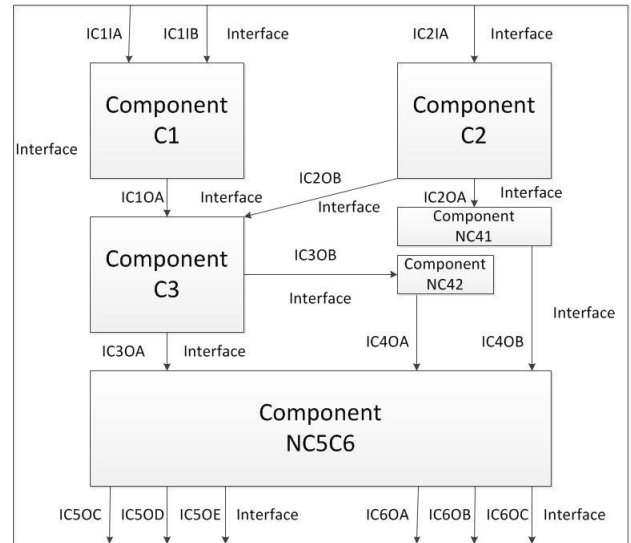 IC1IA IC1IB Interface IC2IA Interface
Component
C1
Component
C2
Interface
IC1OA Interface IC2OB Interface IC2OA Interface
Component
NC41
Component
C3
IC3OB
Interface
Component
NC42
Interface
IC3OA Interface IC4OA IC4OB
Component
NC5C6
IC5OC IC5OD IC5OE Interface IC6OA IC6OB IC6OC Interface